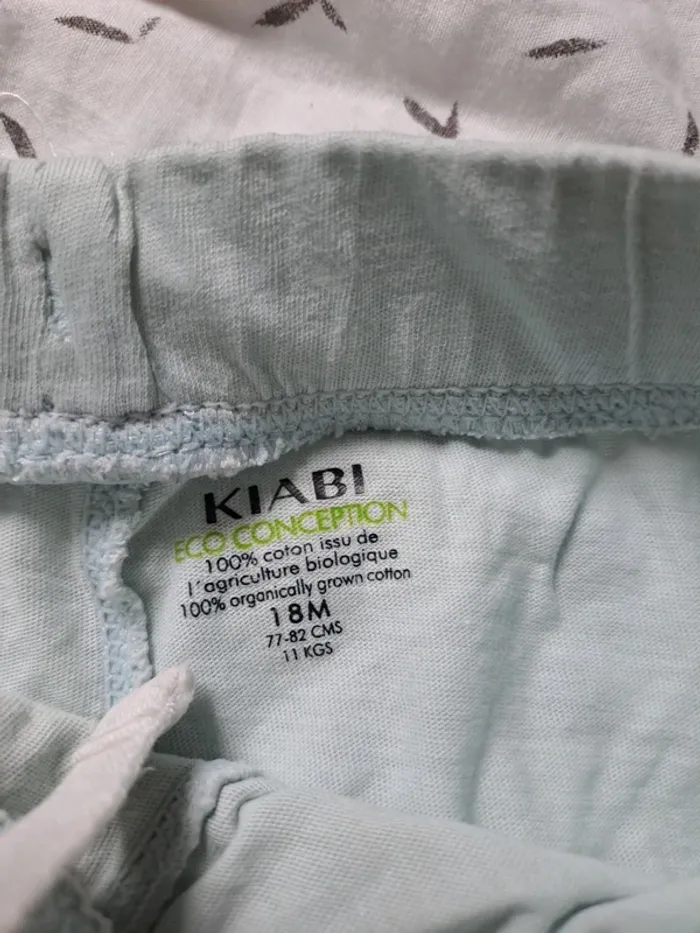 KIABI
ECO CONCEPTION
100% coton issu de
l'agriculture biologique
100% organically grown cotton
18M
77-82 CMS
11 KGS